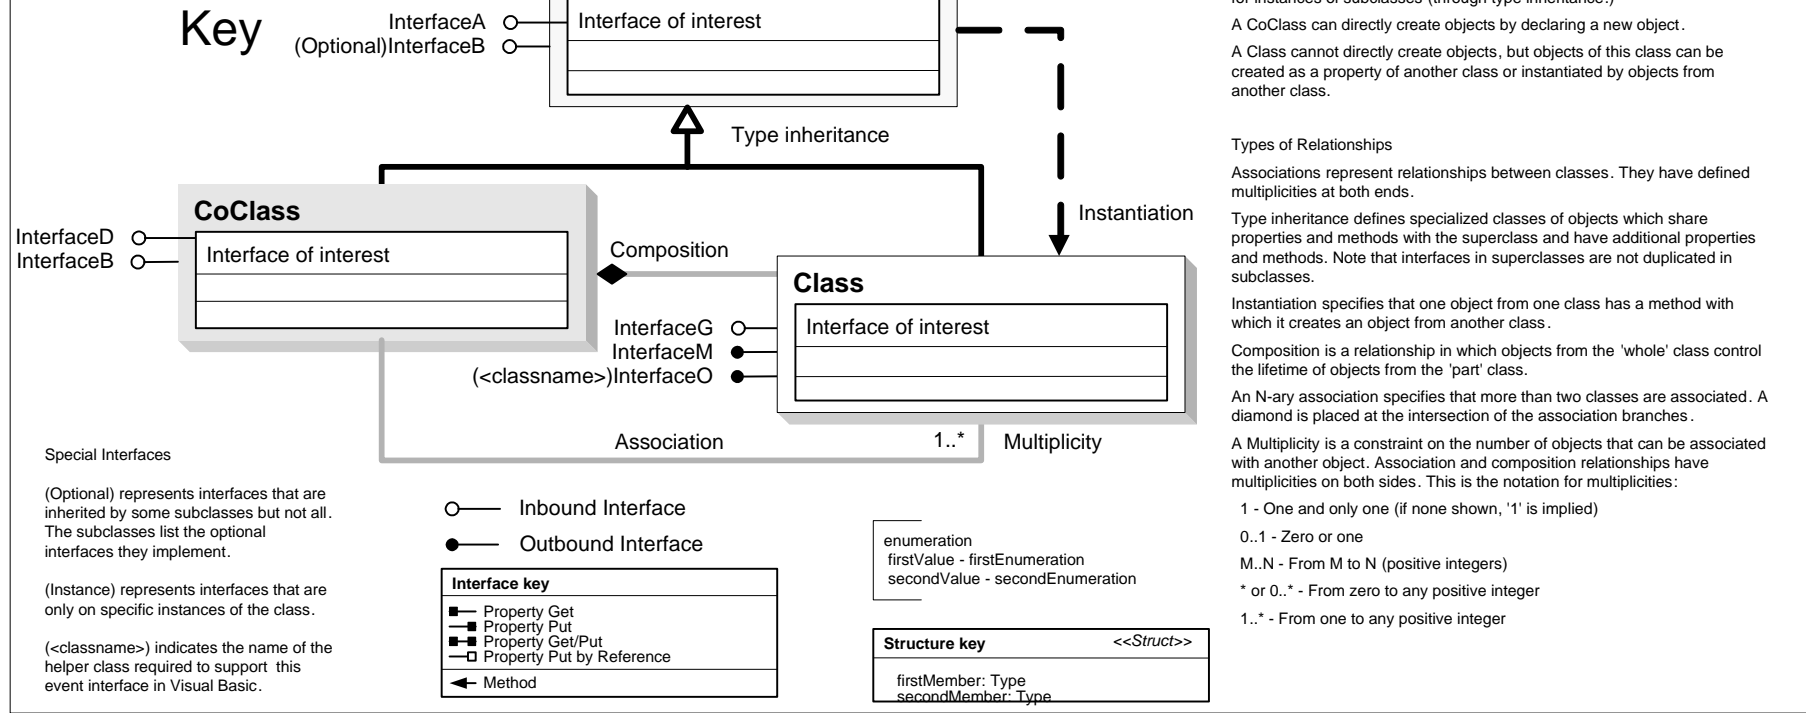 Key
InterfaceA
(Optional)InterfaceB
Interface of interest
Type inheritance
CoClass
InterfaceD
InterfaceB
Interface of interest
Composition
Instantiation
Class
InterfaceG
InterfaceM
(<classname>)InterfaceO
Interface of interest
Association
1..*
Multiplicity
Special Interfaces
(Optional) represents interfaces that are
inherited by some subclasses but not all.
The subclasses list the optional
interfaces they implement.
(Instance) represents interfaces that are
only on specific instances of the class.
(<classname>) indicates the name of the
helper class required to support this
event interface in Visual Basic.
Inbound Interface
Outbound Interface
Interface key
Property Get
Property Put
Property Get/Put
Property Put by Reference
Method
enumeration
firstValue - firstEnumeration
secondValue - secondEnumeration
Structure key <<Struct>>
firstMember: Type
secondMember: Type
for instances of subclasses (through type inheritance.)
A CoClass can directly create objects by declaring a new object.
A Class cannot directly create objects, but objects of this class can be
created as a property of another class or instantiated by objects from
another class.
Types of Relationships
Associations represent relationships between classes. They have defined
multiplicities at both ends.
Type inheritance defines specialized classes of objects which share
properties and methods with the superclass and have additional properties
and methods. Note that interfaces in superclasses are not duplicated in
subclasses.
Instantiation specifies that one object from one class has a method with
which it creates an object from another class.
Composition is a relationship in which objects from the 'whole' class control
the lifetime of objects from the 'part' class.
An N-ary association specifies that more than two classes are associated. A
diamond is placed at the intersection of the association branches.
A Multiplicity is a constraint on the number of objects that can be associated
with another object. Association and composition relationships have
multiplicities on both sides. This is the notation for multiplicities:
1 - One and only one (if none shown, '1' is implied)
0..1 - Zero or one
M..N - From M to N (positive integers)
* or 0..* - From zero to any positive integer
1..* - From one to any positive integer